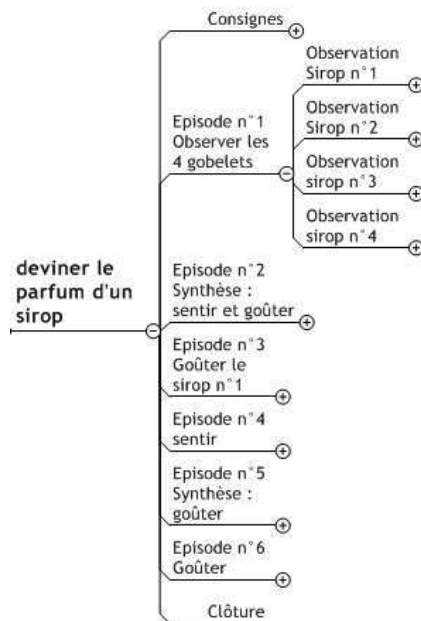 Consignes
Observation
Sirop n°1
Episode n°1
Observer les
4 gobelets
Observation
Sirop n°2
Observation
sirop n°3
Observation
sirop n°4
deviner le
parfum d'un
sirop
Episode n°2
Synthèse :
sentir et goûter
Episode n°3
Goûter le
sirop n°1
Episode n°4
sentir
Episode n°5
Synthèse :
goûter
Episode n°6
Goûter
Clôture